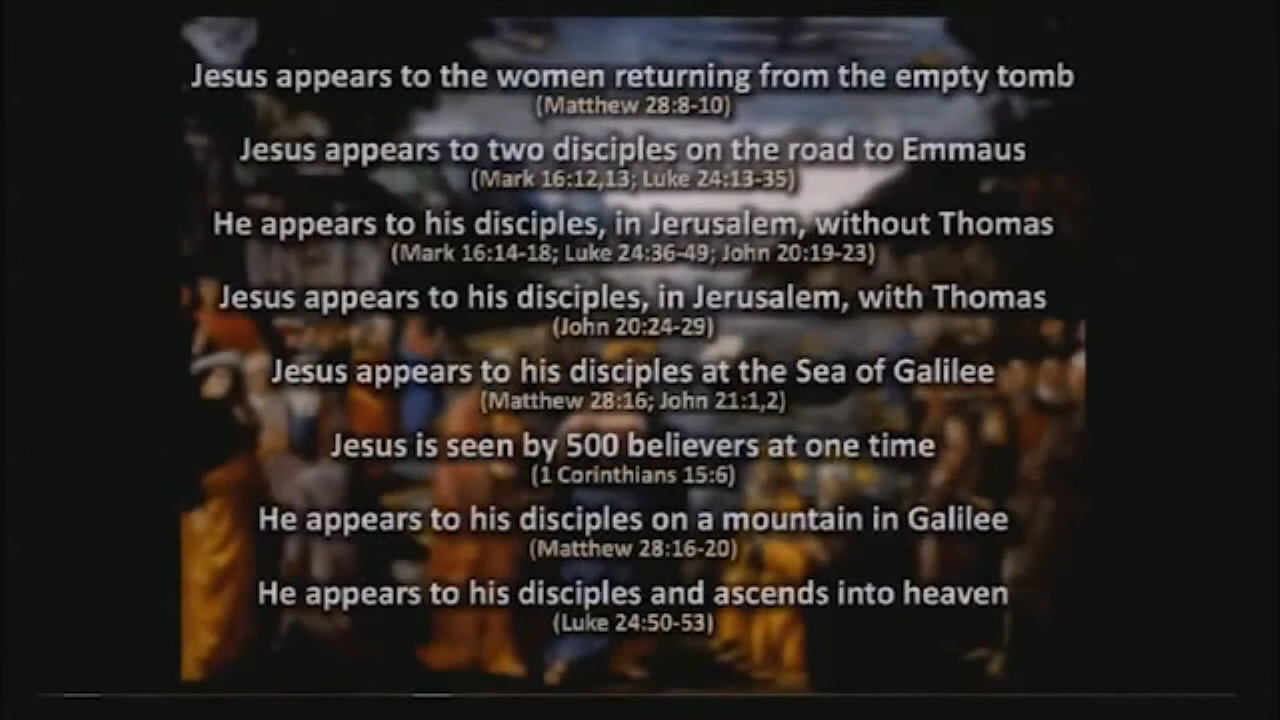 Jesus appears to the women returning from the empty tomb
(Matthew 28:8-10)
Jesus appears to two disciples on the road to Emmaus
(Mark 16:12,13; Luke 24:13-35)
He appears to his disciples, in Jerusalem, without Thomas
(Mark 16:14-18; Luke 24:36-49; John 20:19-23)
Jesus appears to his disciples, in Jerusalem, with Thomas
(John 20:24-29)
Jesus appears to his disciples at the Sea of Galilee
(Matthew 28:16; John 21:1,2)
Jesus is seen by 500 believers at one time
(1 Corinthians 15:6)
He appears to his disciples on a mountain in Galilee
(Matthew 28:16-20)
He appears to his disciples and ascends into heaven
(Luke 24:50-53)